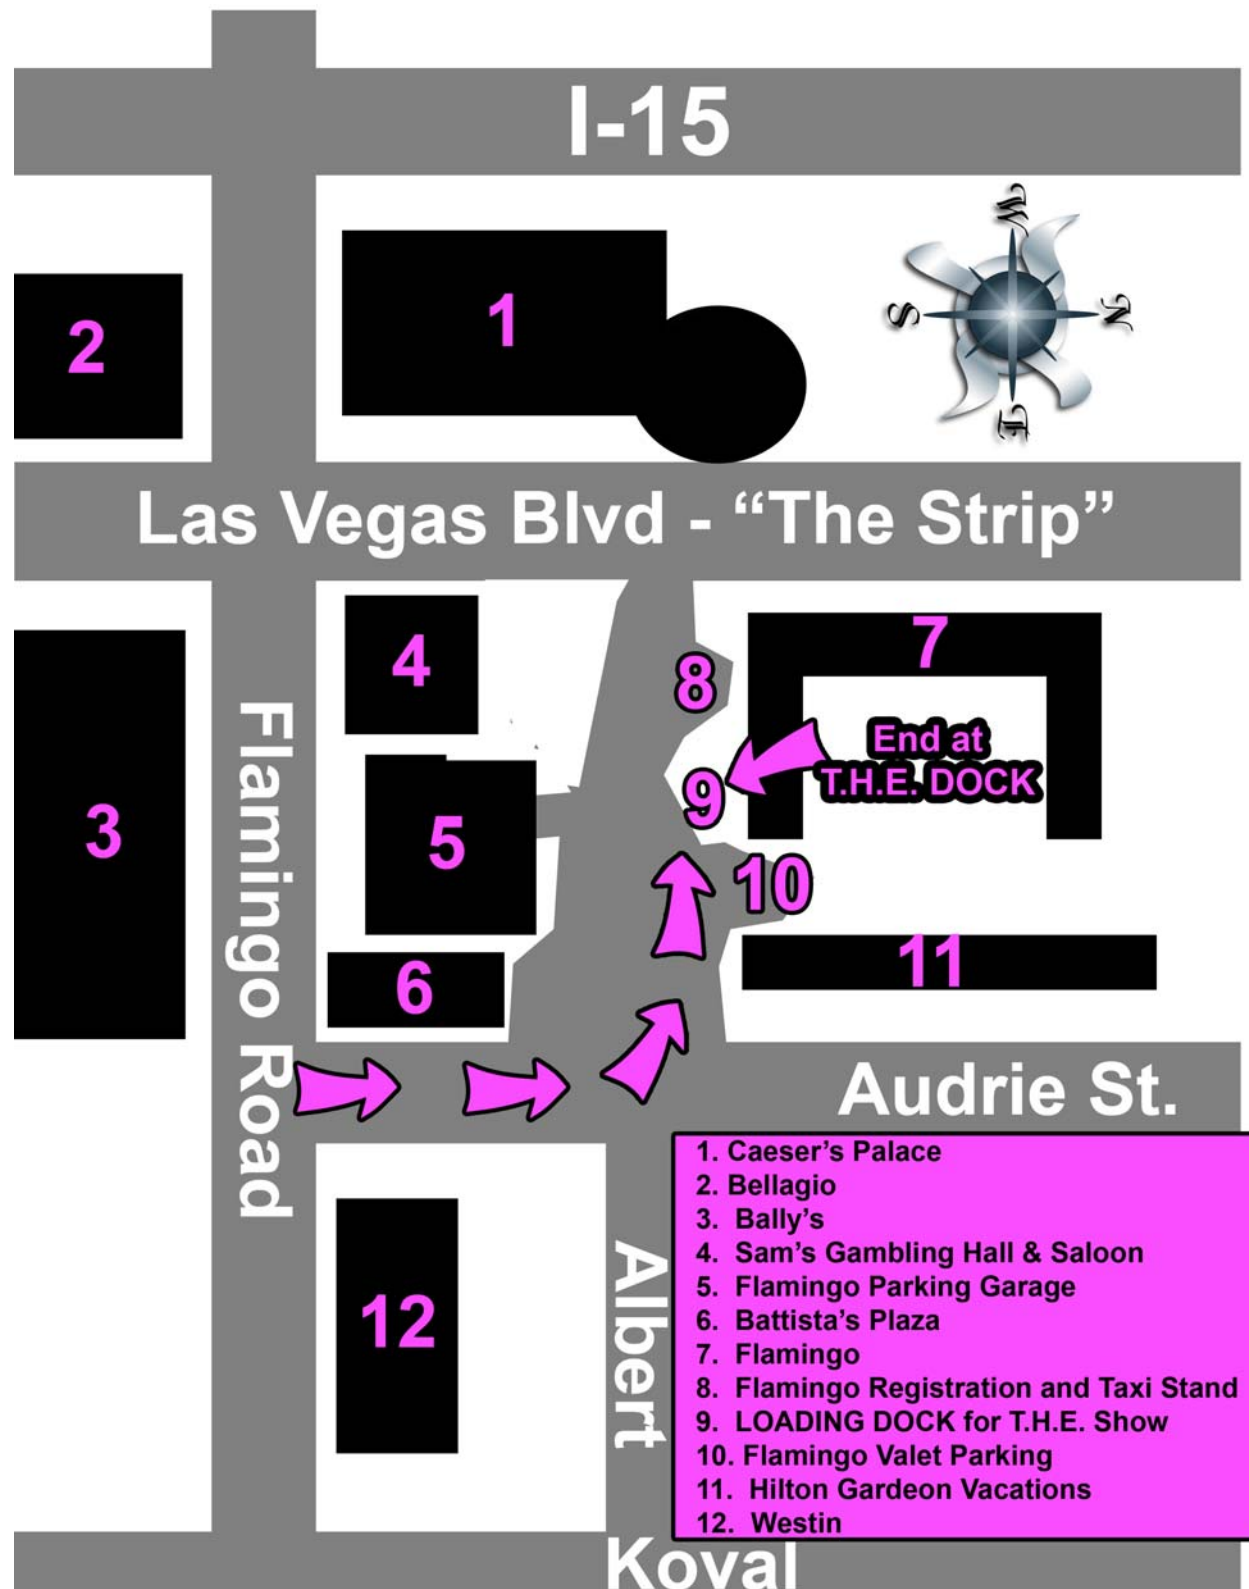 I-15
W
S
N
E
1
2
Las Vegas Blvd - “The Strip”
4
7
8
End at
T.H.E. DOCK
3
5
9
10
6
11
Flamingo Road
Audrie St.
12
Albert
1. Caeser’s Palace
2. Bellagio
3. Bally’s
4. Sam’s Gambling Hall & Saloon
5. Flamingo Parking Garage
6. Battista’s Plaza
7. Flamingo
8. Flamingo Registration and Taxi Stand
9. LOADING DOCK for T.H.E. Show
10. Flamingo Valet Parking
11. Hilton Gardeon Vacations
12. Westin
Koval